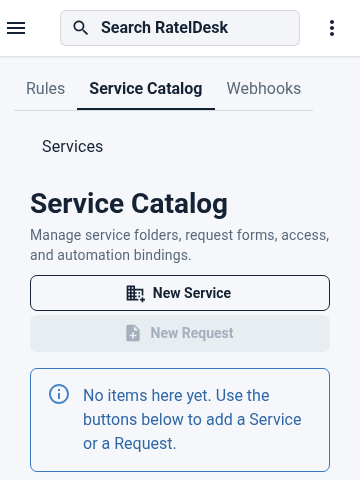 Search RatelDesk
Rules
Service Catalog
Webhooks
Services
Service Catalog
Manage service folders, request forms, access,
and automation bindings.
New Service
New Request
No items here yet. Use the
buttons below to add a Service
or a Request.